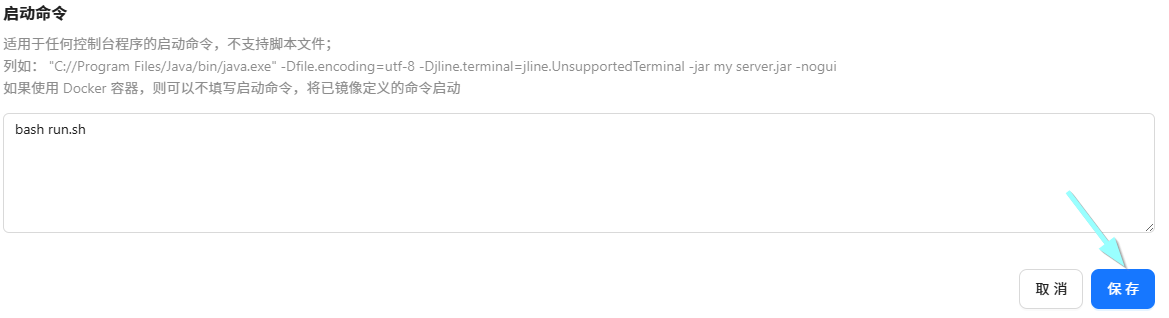 启动命令
适用于任何控制台程序的启动命令，不支持脚本文件；
列如： "C://Program Files/Java/bin/java.exe" -Dfile.encoding=utf-8 -Djline.terminal=jline.UnsupportedTerminal -jar my server.jar -nogui
如果使用 Docker 容器，则可以不填写启动命令，将已镜像定义的命令启动
bash run.sh
取 消 保 存